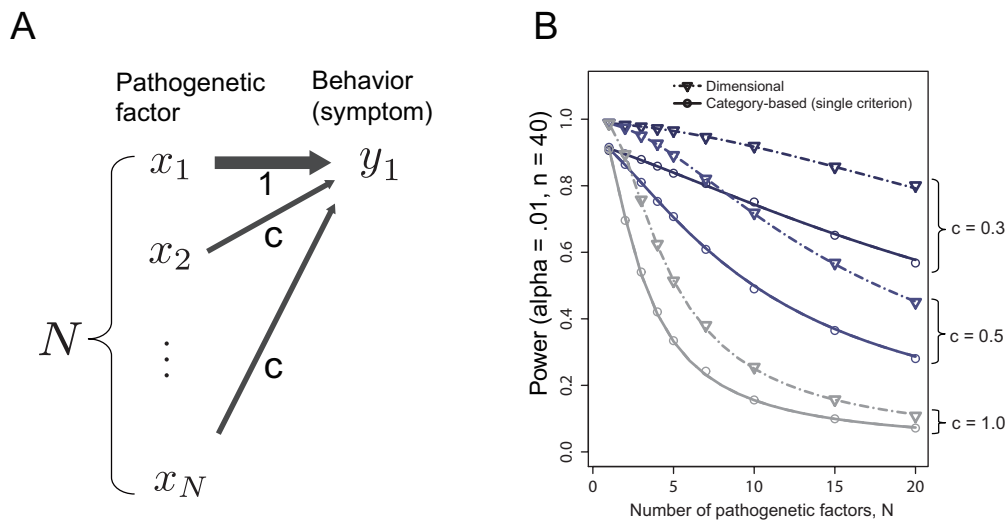 A
Pathogenetic
factor
Behavior
(symptom)
x1
1
y1
x2
c
N
⋮
c
xN
B
Dimensional
Category-based (single criterion)
Power (alpha = .01, n = 40)
1.0
0.8
0.6
0.4
0.2
0.0
c = 0.3
c = 0.5
c = 1.0
0 5 10 15 20
Number of pathogenetic factors, N